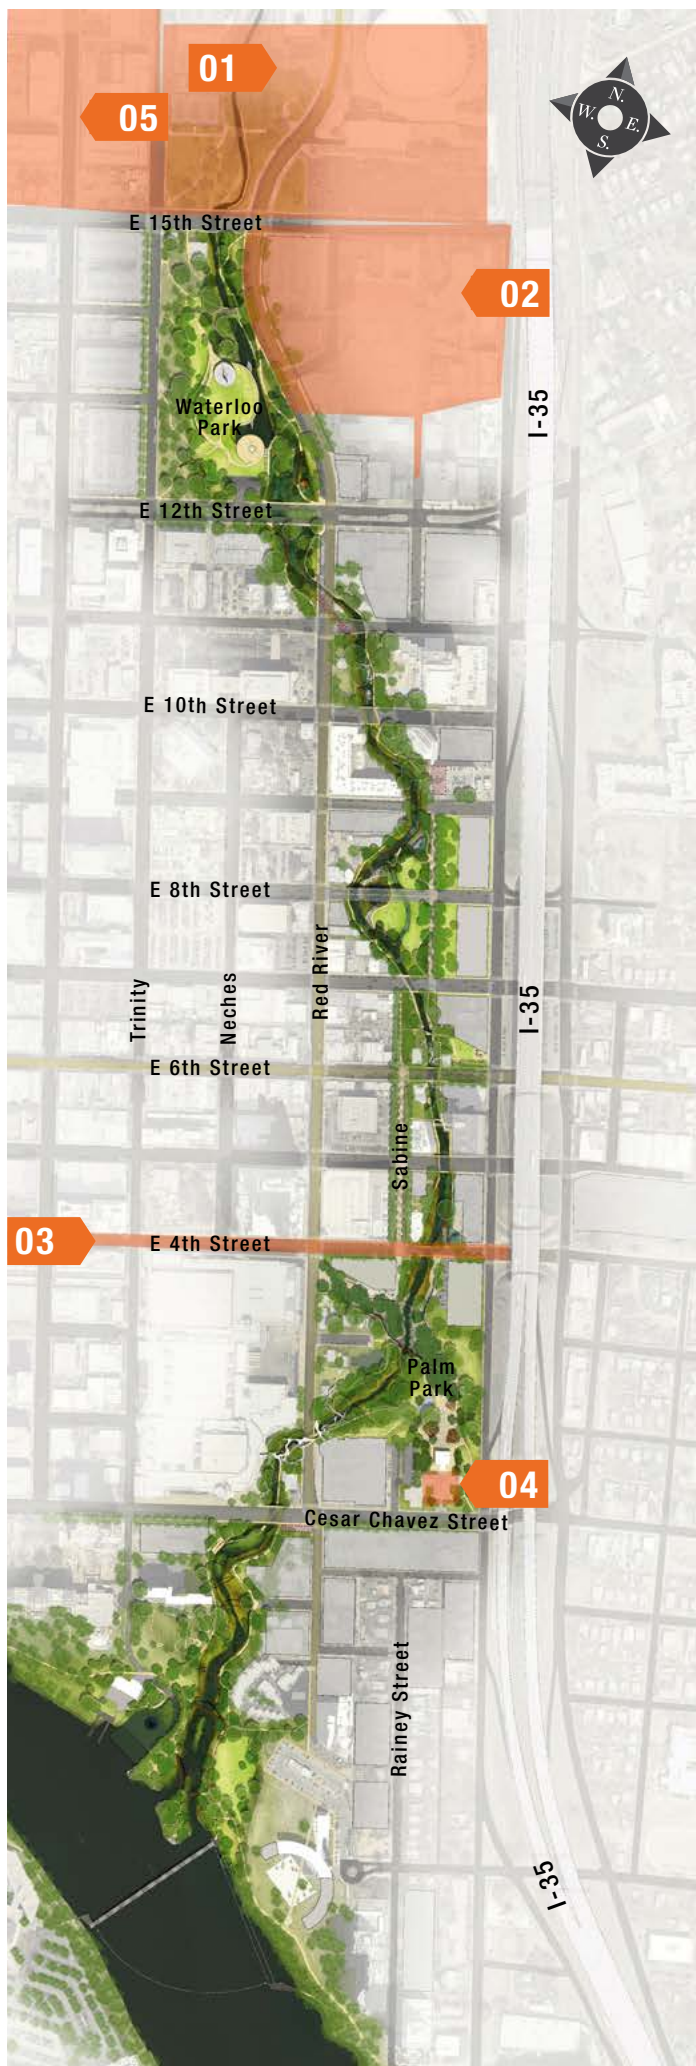 01
05
N.
W.
E.
S.
E 15th Street
02
I-35
Waterloo
Park
E 12th Street
E 10th Street
E 8th Street
Trinity
Neches
Red River
I-35
E 6th Street
Sabine
03
E 4th Street
Palm
Park
04
Cesar Chavez Street
Rainey Street
I-35